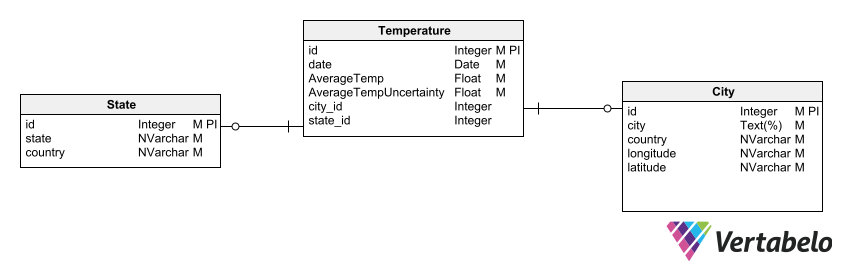 Temperature
id Integer M PI
date Date M
AverageTemp Float M
AverageTempUncertainty Float M
city_id Integer
state_id Integer
State
id Integer M PI
state NVarchar M
country NVarchar M
City
id Integer M PI
city Text(%) M
country NVarchar M
longitude NVarchar M
latitude NVarchar M
Vertabelo